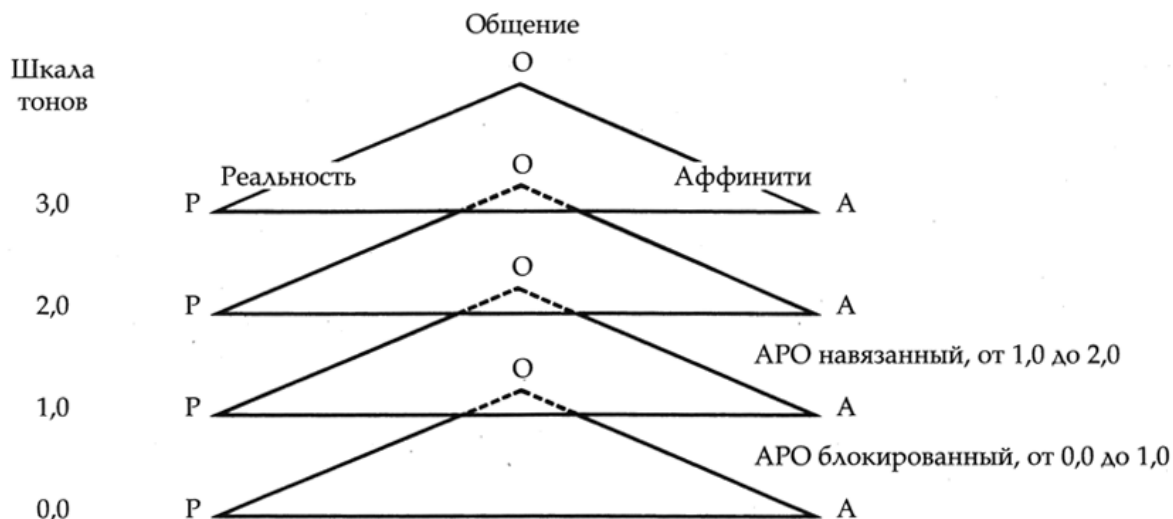 Общение
О
Шкала
тонов
Реальность О Аффинити
3,0 Р А
О
2,0 Р А
АРО навязанный, от 1,0 до 2,0
О
1,0 Р А
АРО блокированный, от 0,0 до 1,0
0,0 Р А